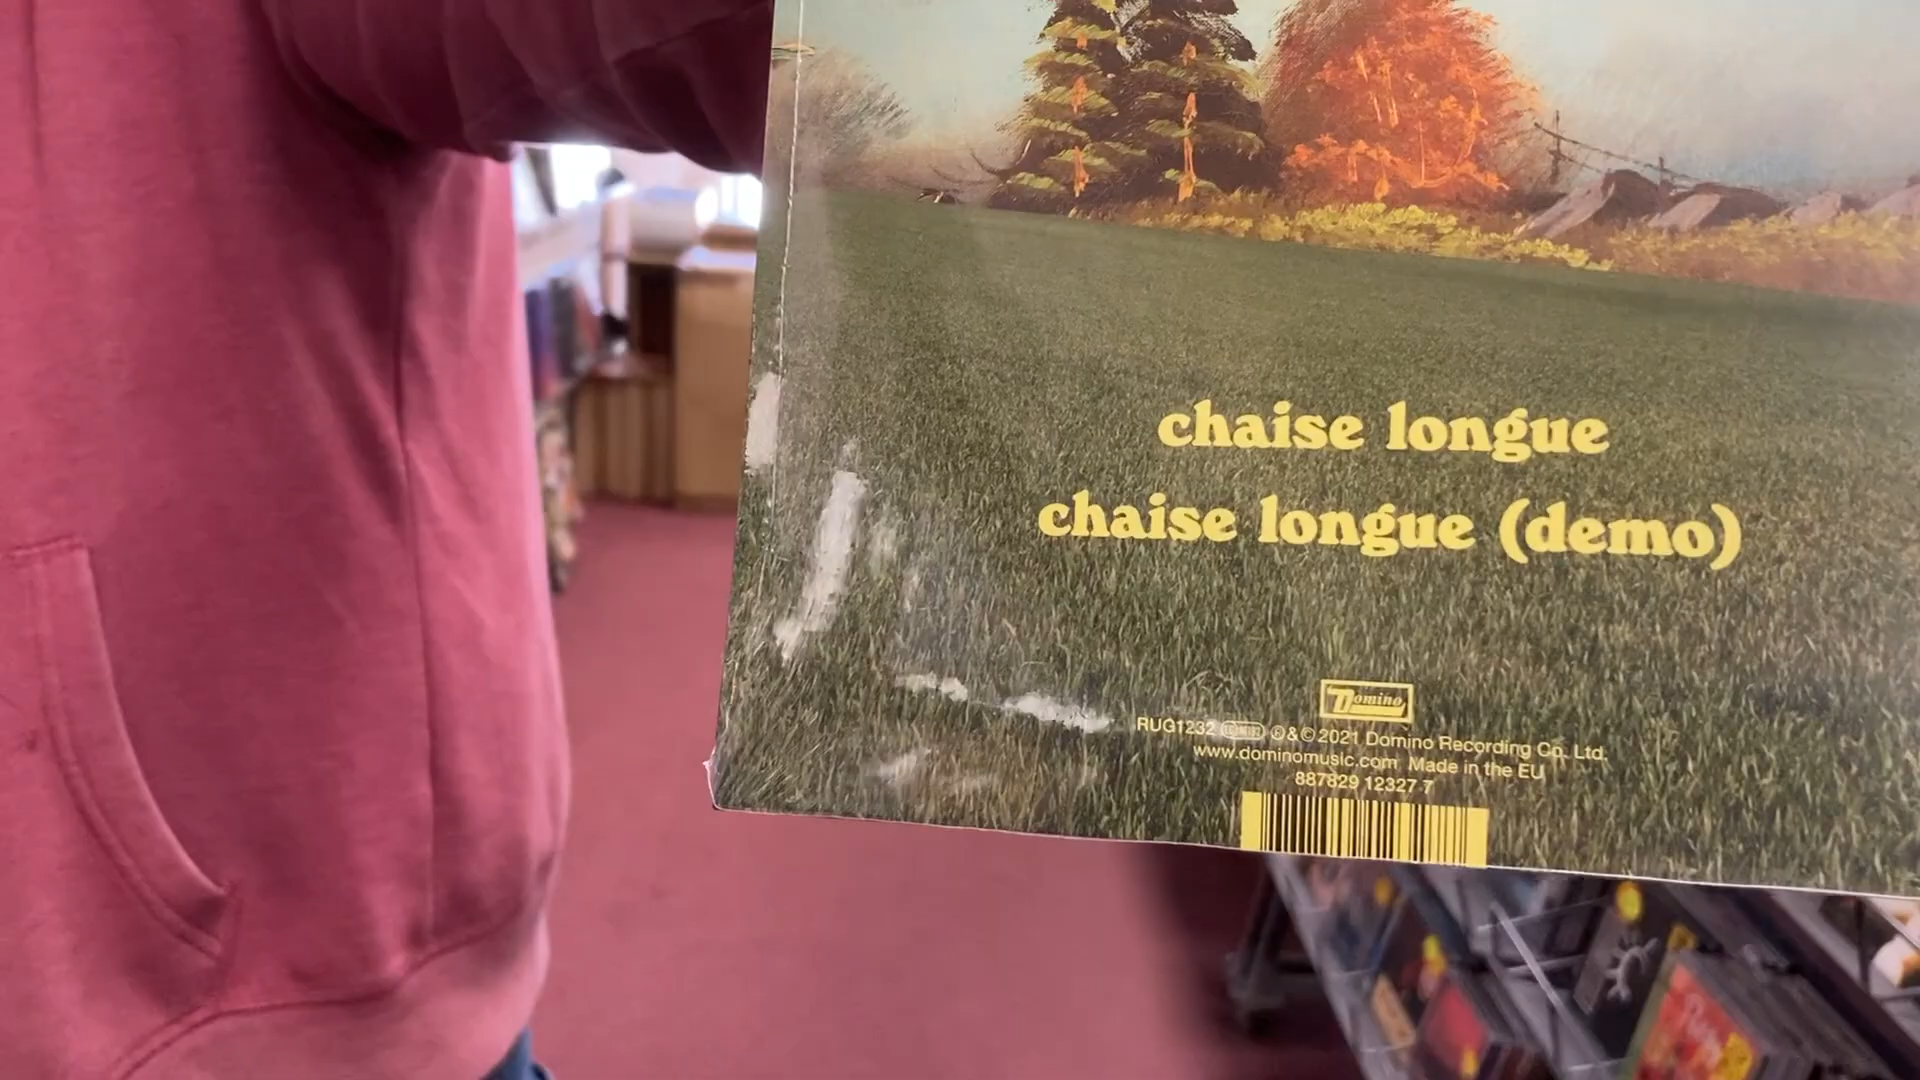 chaise longue
chaise longue (demo)
Domino
RUG1232 ℗&©2021 Domino Recording Co. Ltd.
www.dominomusic.com Made in the EU
887829 12327 7